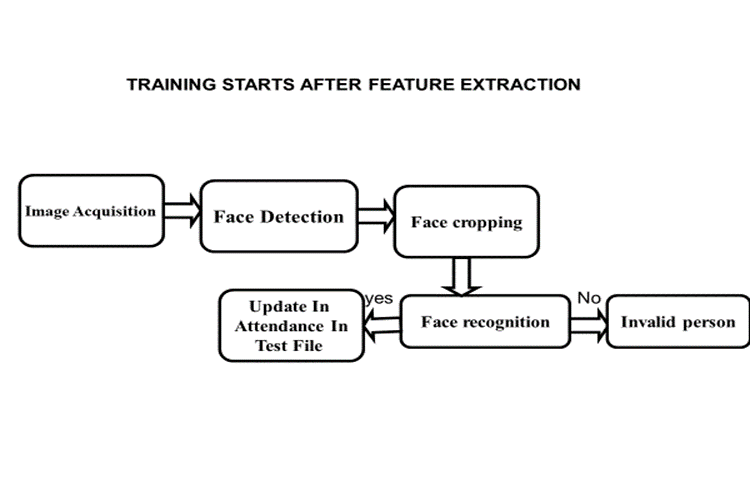 TRAINING STARTS AFTER FEATURE EXTRACTION
Image Acquisition
Face Detection
Face cropping
Face recognition
yes
Update In
Attendance In
Test File
No
Invalid person